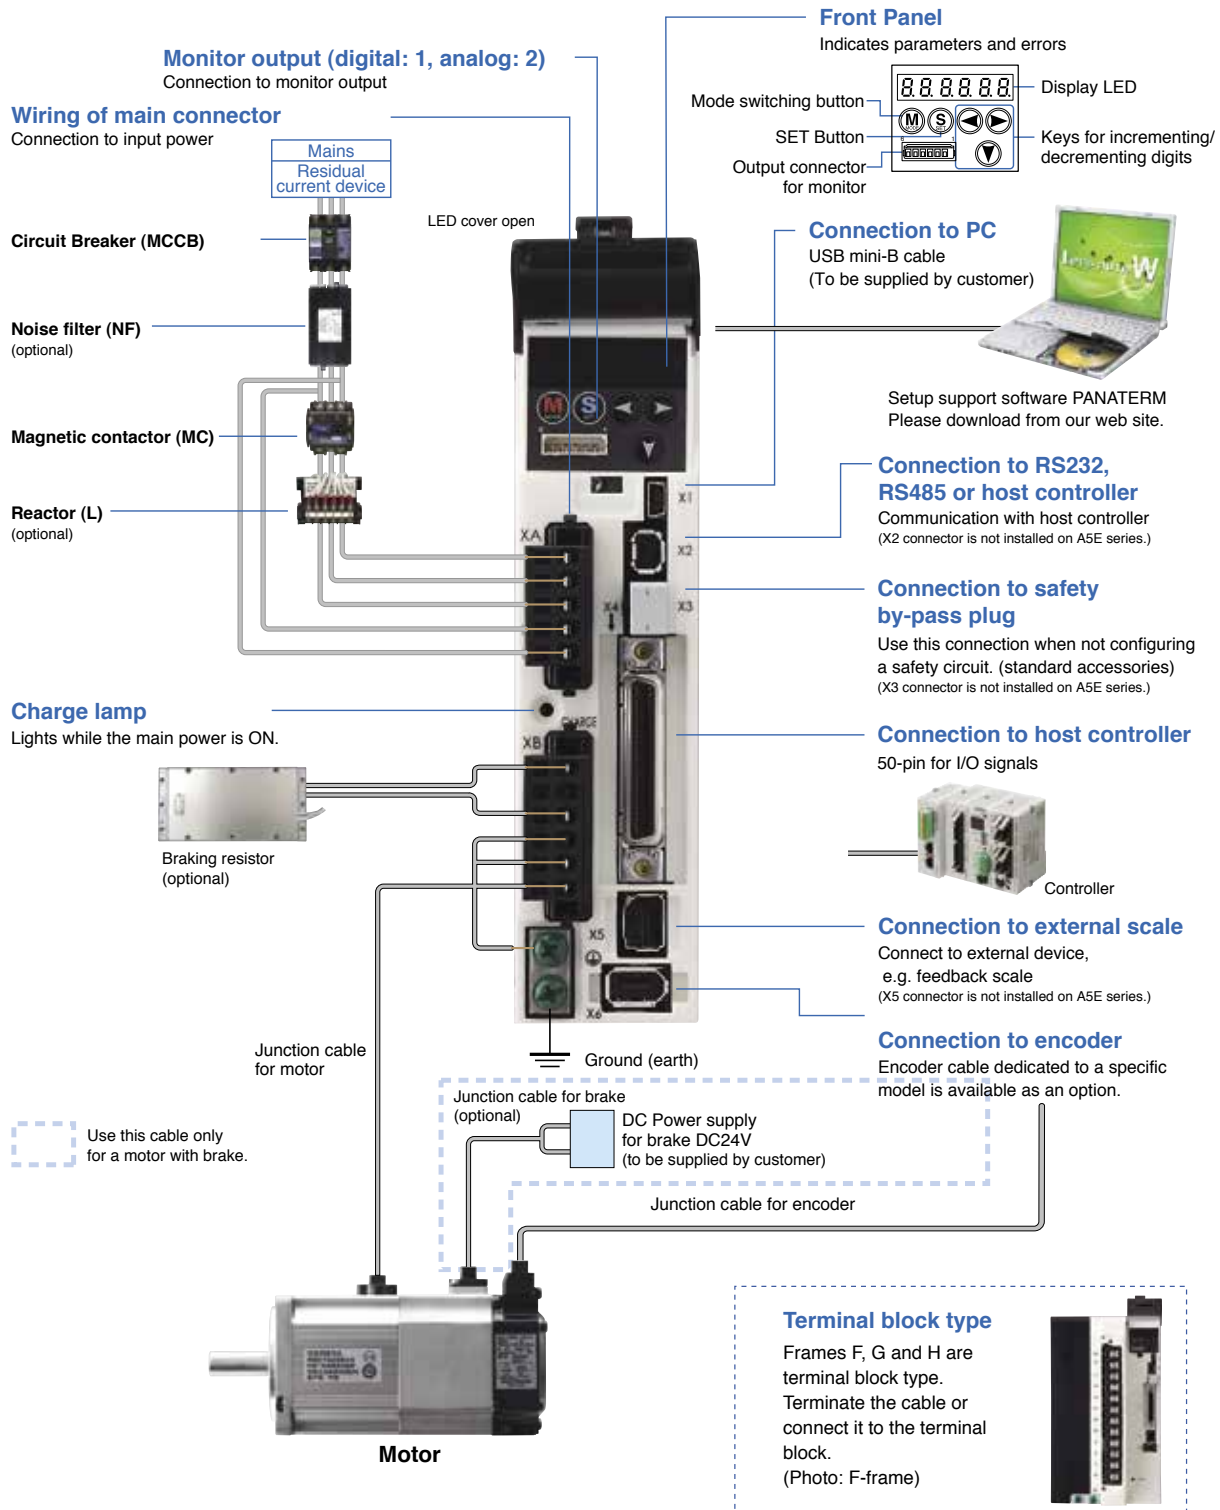 Front Panel
Indicates parameters and errors
Monitor output (digital: 1, analog: 2)
Connection to monitor output
Display LED
Mode switching button
M
MODE
S
SET
SET Button
Keys for incrementing/
decrementing digits
6
1
Output connector
for monitor
Wiring of main connector
Connection to input power
Mains
Residual
current device
LED cover open
Circuit Breaker (MCCB)
Connection to PC
USB mini-B cable
(To be supplied by customer)
Noise filter (NF)
(optional)
Setup support software PANATERM
Please download from our web site.
M
S
Magnetic contactor (MC)
Connection to RS232,
RS485 or host controller
Communication with host controller
(X2 connector is not installed on A5E series.)
Reactor (L)
(optional)
X1
XA
X2
X4
X3
Connection to safety
by-pass plug
Use this connection when not configuring
a safety circuit. (standard accessories)
(X3 connector is not installed on A5E series.)
Charge lamp
Lights while the main power is ON.
CHARGE
XB
Connection to host controller
50-pin for I/O signals
Controller
Braking resistor
(optional)
Connection to external scale
Connect to external device,
e.g. feedback scale
(X5 connector is not installed on A5E series.)
X5
X6
Connection to encoder
Encoder cable dedicated to a specific
model is available as an option.
Junction cable
for motor
Ground (earth)
Junction cable for brake
(optional)
DC Power supply
for brake DC24V
(to be supplied by customer)
Use this cable only
for a motor with brake.
Junction cable for encoder
Motor
Terminal block type
Frames F, G and H are
terminal block type.
Terminate the cable or
connect it to the terminal
block.
(Photo: F-frame)